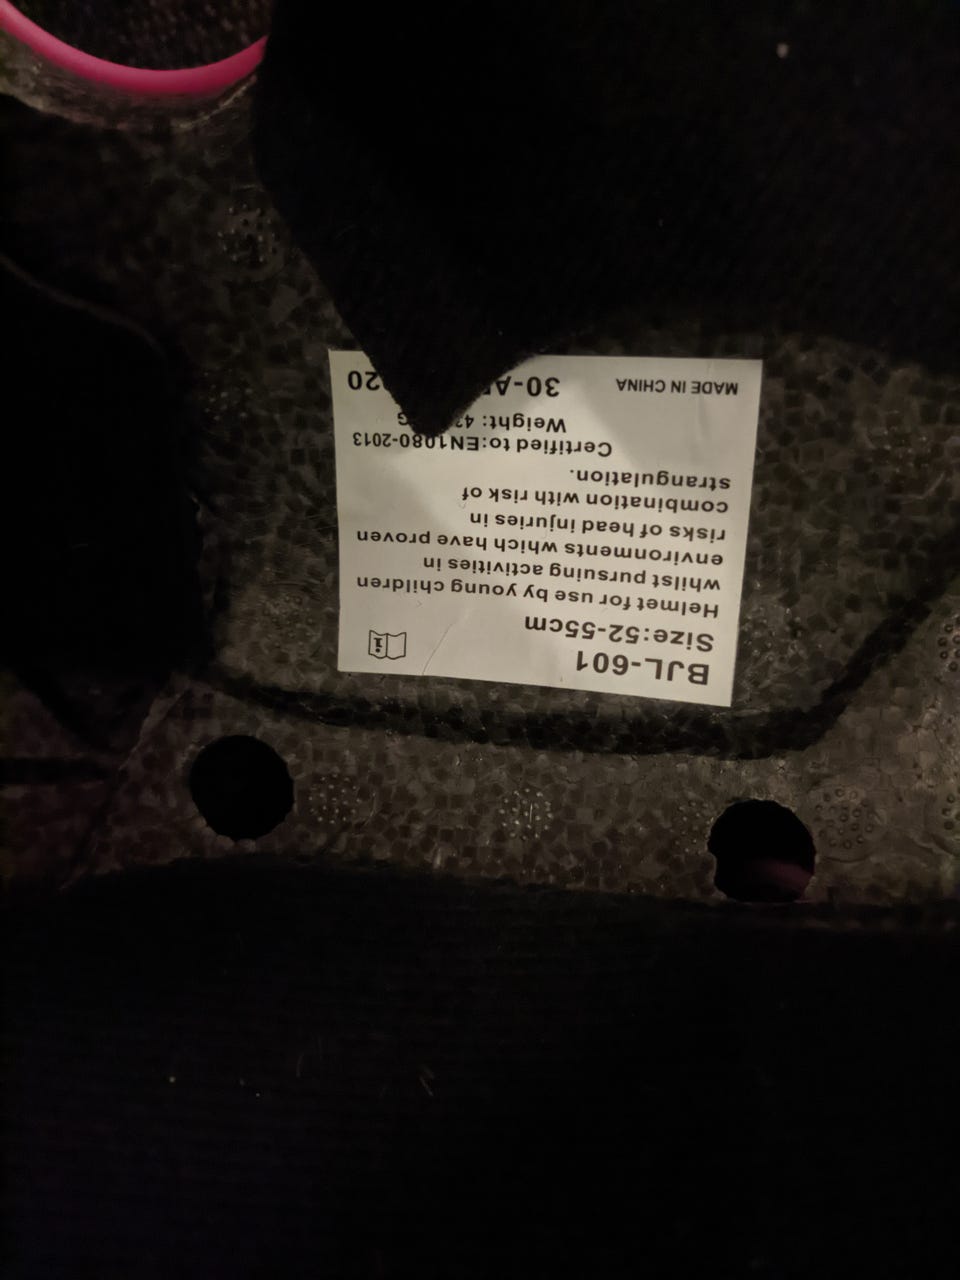 BJL-601
Size:52-55cm
Helmet for use by young children
whilst pursuing activities in
environments which have proven
risks of head injuries in
combination with risk of
strangulation.
Certified to:EN1080-2013
Weight:
MADE IN CHINA